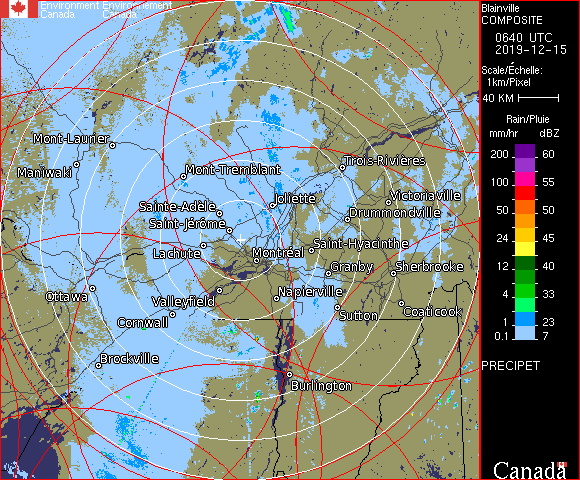 Environment Environnement
Canada Canada
Blainville
COMPOSITE
0640 UTC
2019-12-15
Scale/Échelle:
1km/Pixel
40 KM
Rain/Pluie
mm/hr dBZ
200 60
100 55
50 50
24 45
12 40
4 33
1 23
0.1 7
PRECIPET
Canada
Mont-Laurier
Maniwaki
Mont-Tremblant
Trois-Rivières
Sainte-Adèle
Joliette
Victoriaville
Drummondville
Saint-Jérôme
Lachute
Montréal
Saint-Hyacinthe
Granby
Sherbrooke
Ottawa
Valleyfield
Napierville
Cornwall
Sutton
Coaticook
Brockville
Burlington